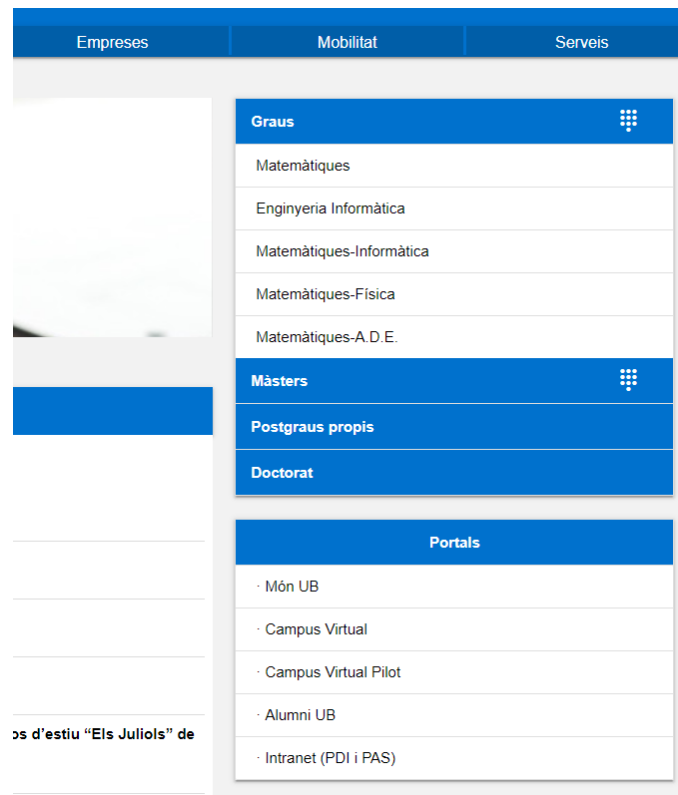 Empreses
Mobilitat
Serveis
Graus
Matemàtiques
Enginyeria Informàtica
Matemàtiques-Informàtica
Matemàtiques-Física
Matemàtiques-A.D.E.
Màsters
Postgraus propis
Doctorat
Portals
· Món UB
· Campus Virtual
· Campus Virtual Pilot
· Alumni UB
· Intranet (PDI i PAS)
d’estiu “Els Juliols” de